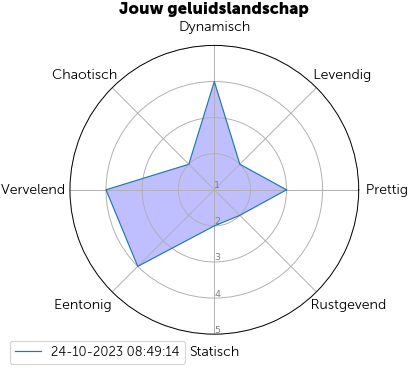 Jouw geluidslandschap
Dynamisch
Chaotisch
Levendig
Vervelend
1
Prettig
2
3
4
Eentonig
Rustgevend
5
24-10-2023 08:49:14
Statisch